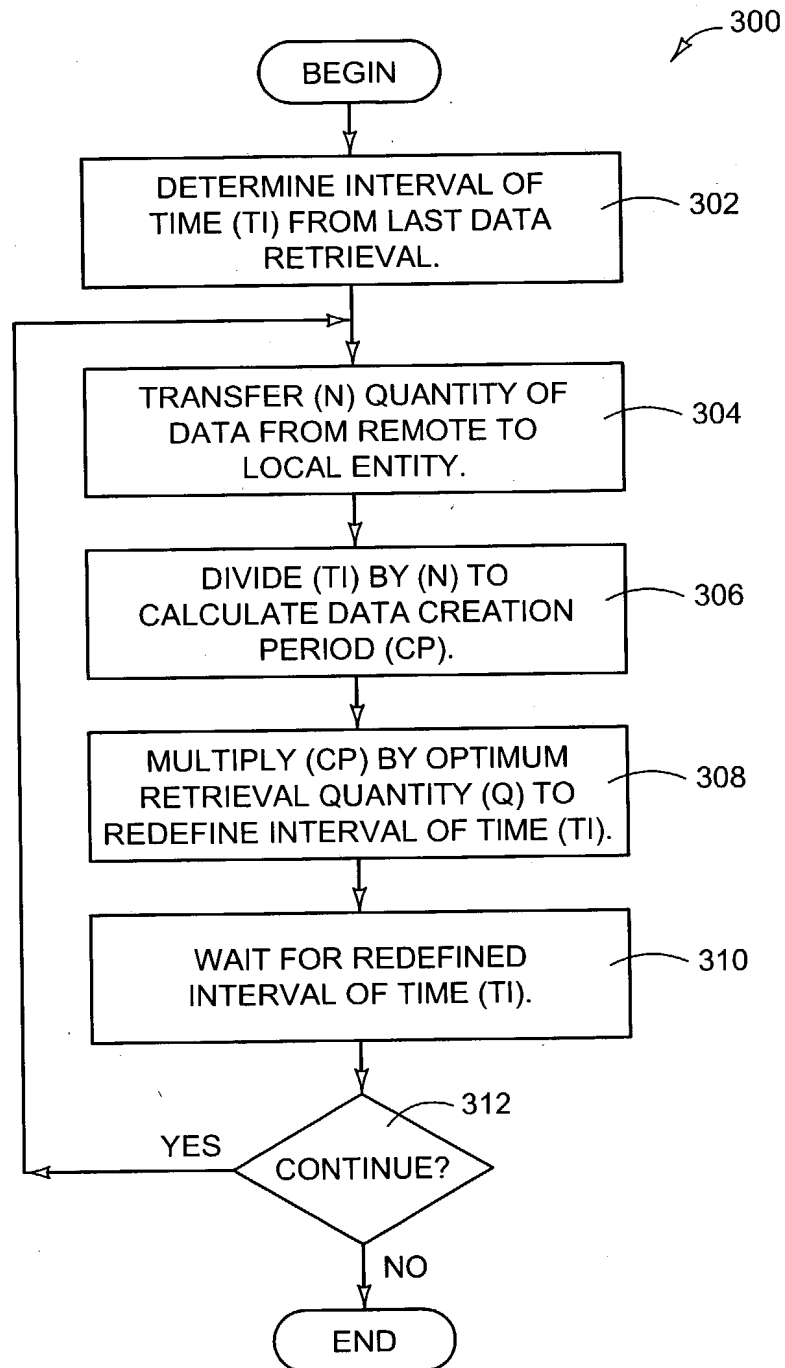 300
BEGIN
DETERMINE INTERVAL OF
TIME (TI) FROM LAST DATA
RETRIEVAL.
302
TRANSFER (N) QUANTITY OF
DATA FROM REMOTE TO
LOCAL ENTITY.
304
DIVIDE (TI) BY (N) TO
CALCULATE DATA CREATION
PERIOD (CP).
306
MULTIPLY (CP) BY OPTIMUM
RETRIEVAL QUANTITY (Q) TO
REDEFINE INTERVAL OF TIME (TI).
308
WAIT FOR REDEFINED
INTERVAL OF TIME (TI).
310
312
YES
CONTINUE?
NO
END